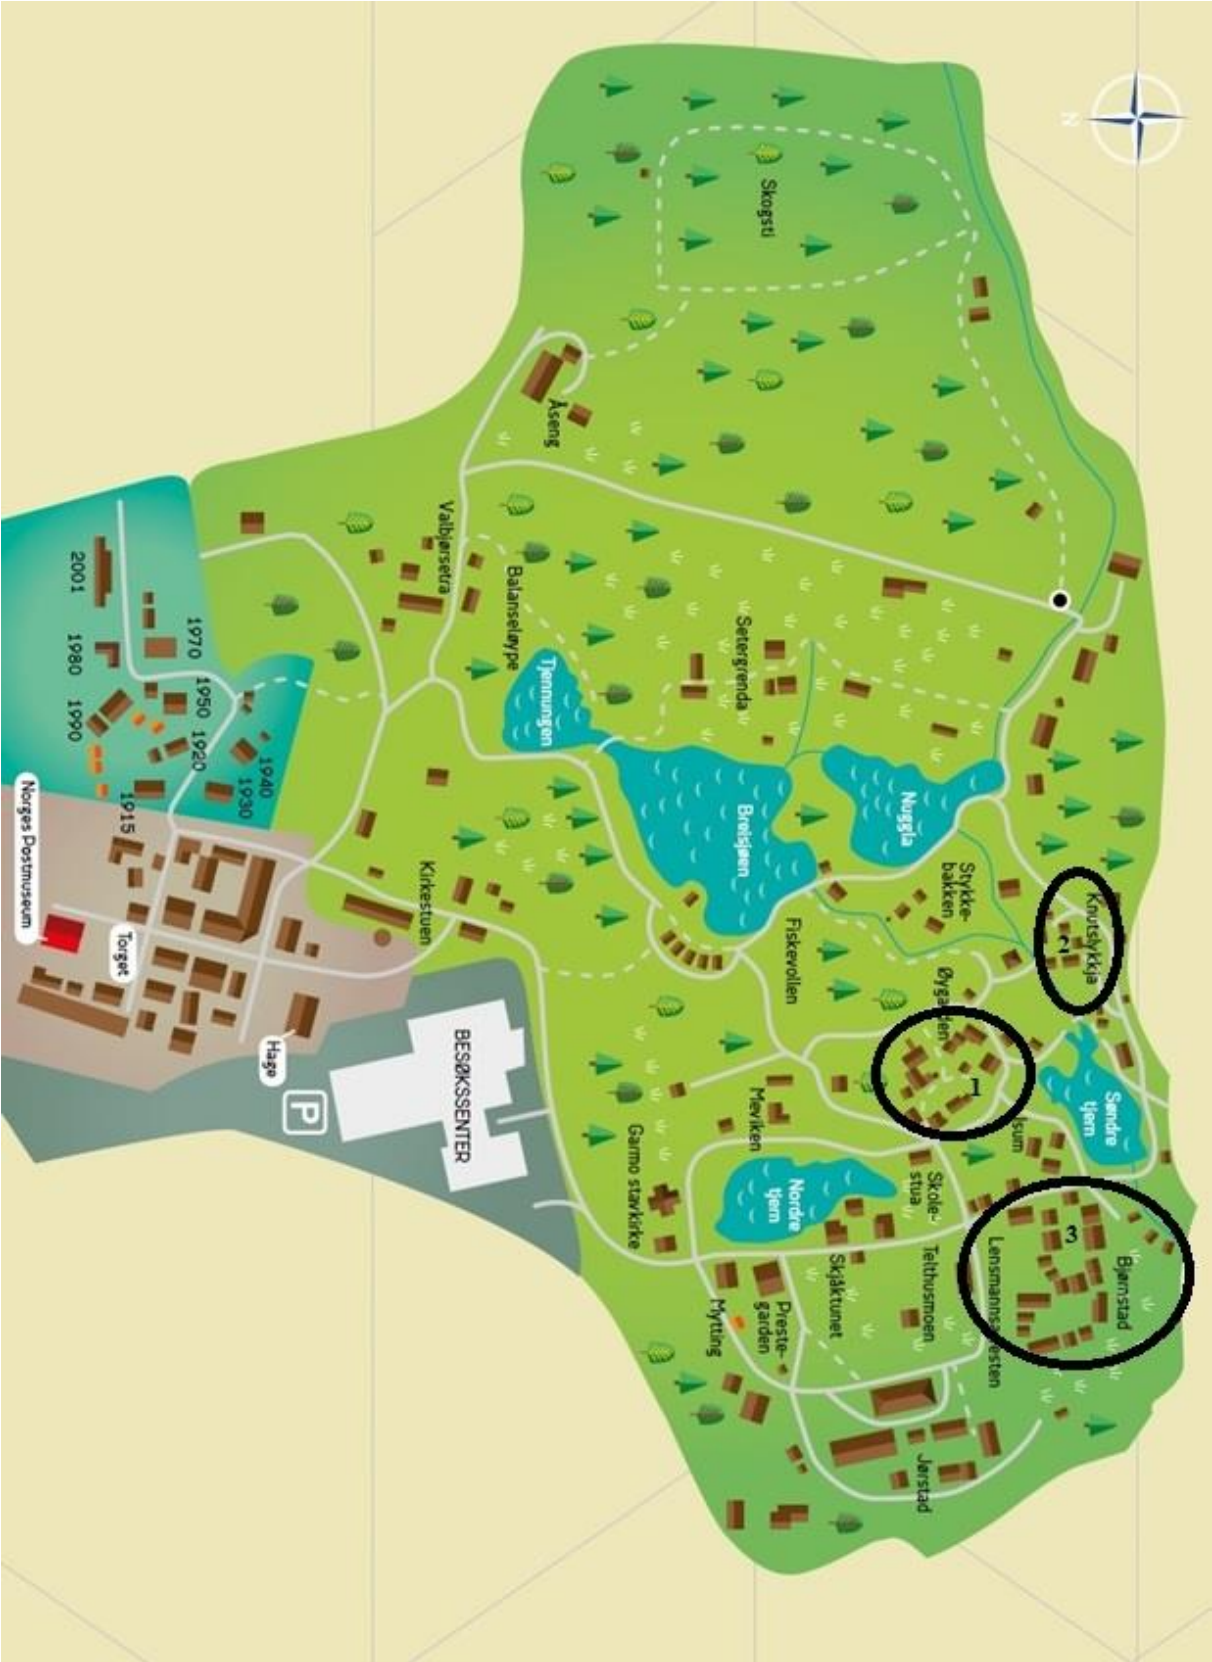 N
Skogsti
Åseng
Valbjørsetra
Balanseløype
Setergrenda
Tjennungen
Breisjøen
Nuggla
Stykke-
bakken
Knutslykkja
2
Fiskevollen
Øygarden
1
Søndre
tjern
3
Bjørnstad
Meviken
Nordre
tjern
Skole-
stua
Garmo stavkirke
Skjåktunet
Telthusmoen
Mytting
Preste-
garden
Jørstad
Kirkestuen
BESØKSSENTER
P
Hage
Torget
Norges Postmuseum
2001
1970
1980
1950
1990
1920
1940
1930
1915